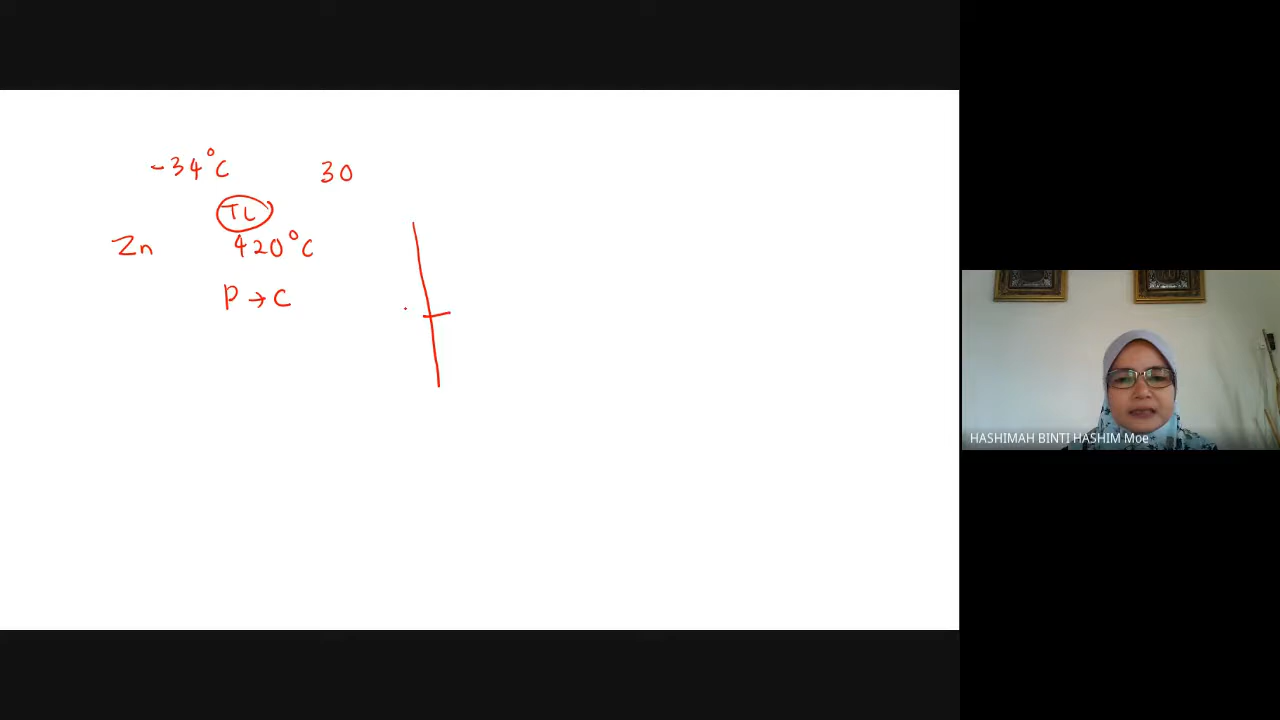 -34°C 30
TL
Zn 420°C
P → C
HASHIMAH BINTI HASHIM Moe